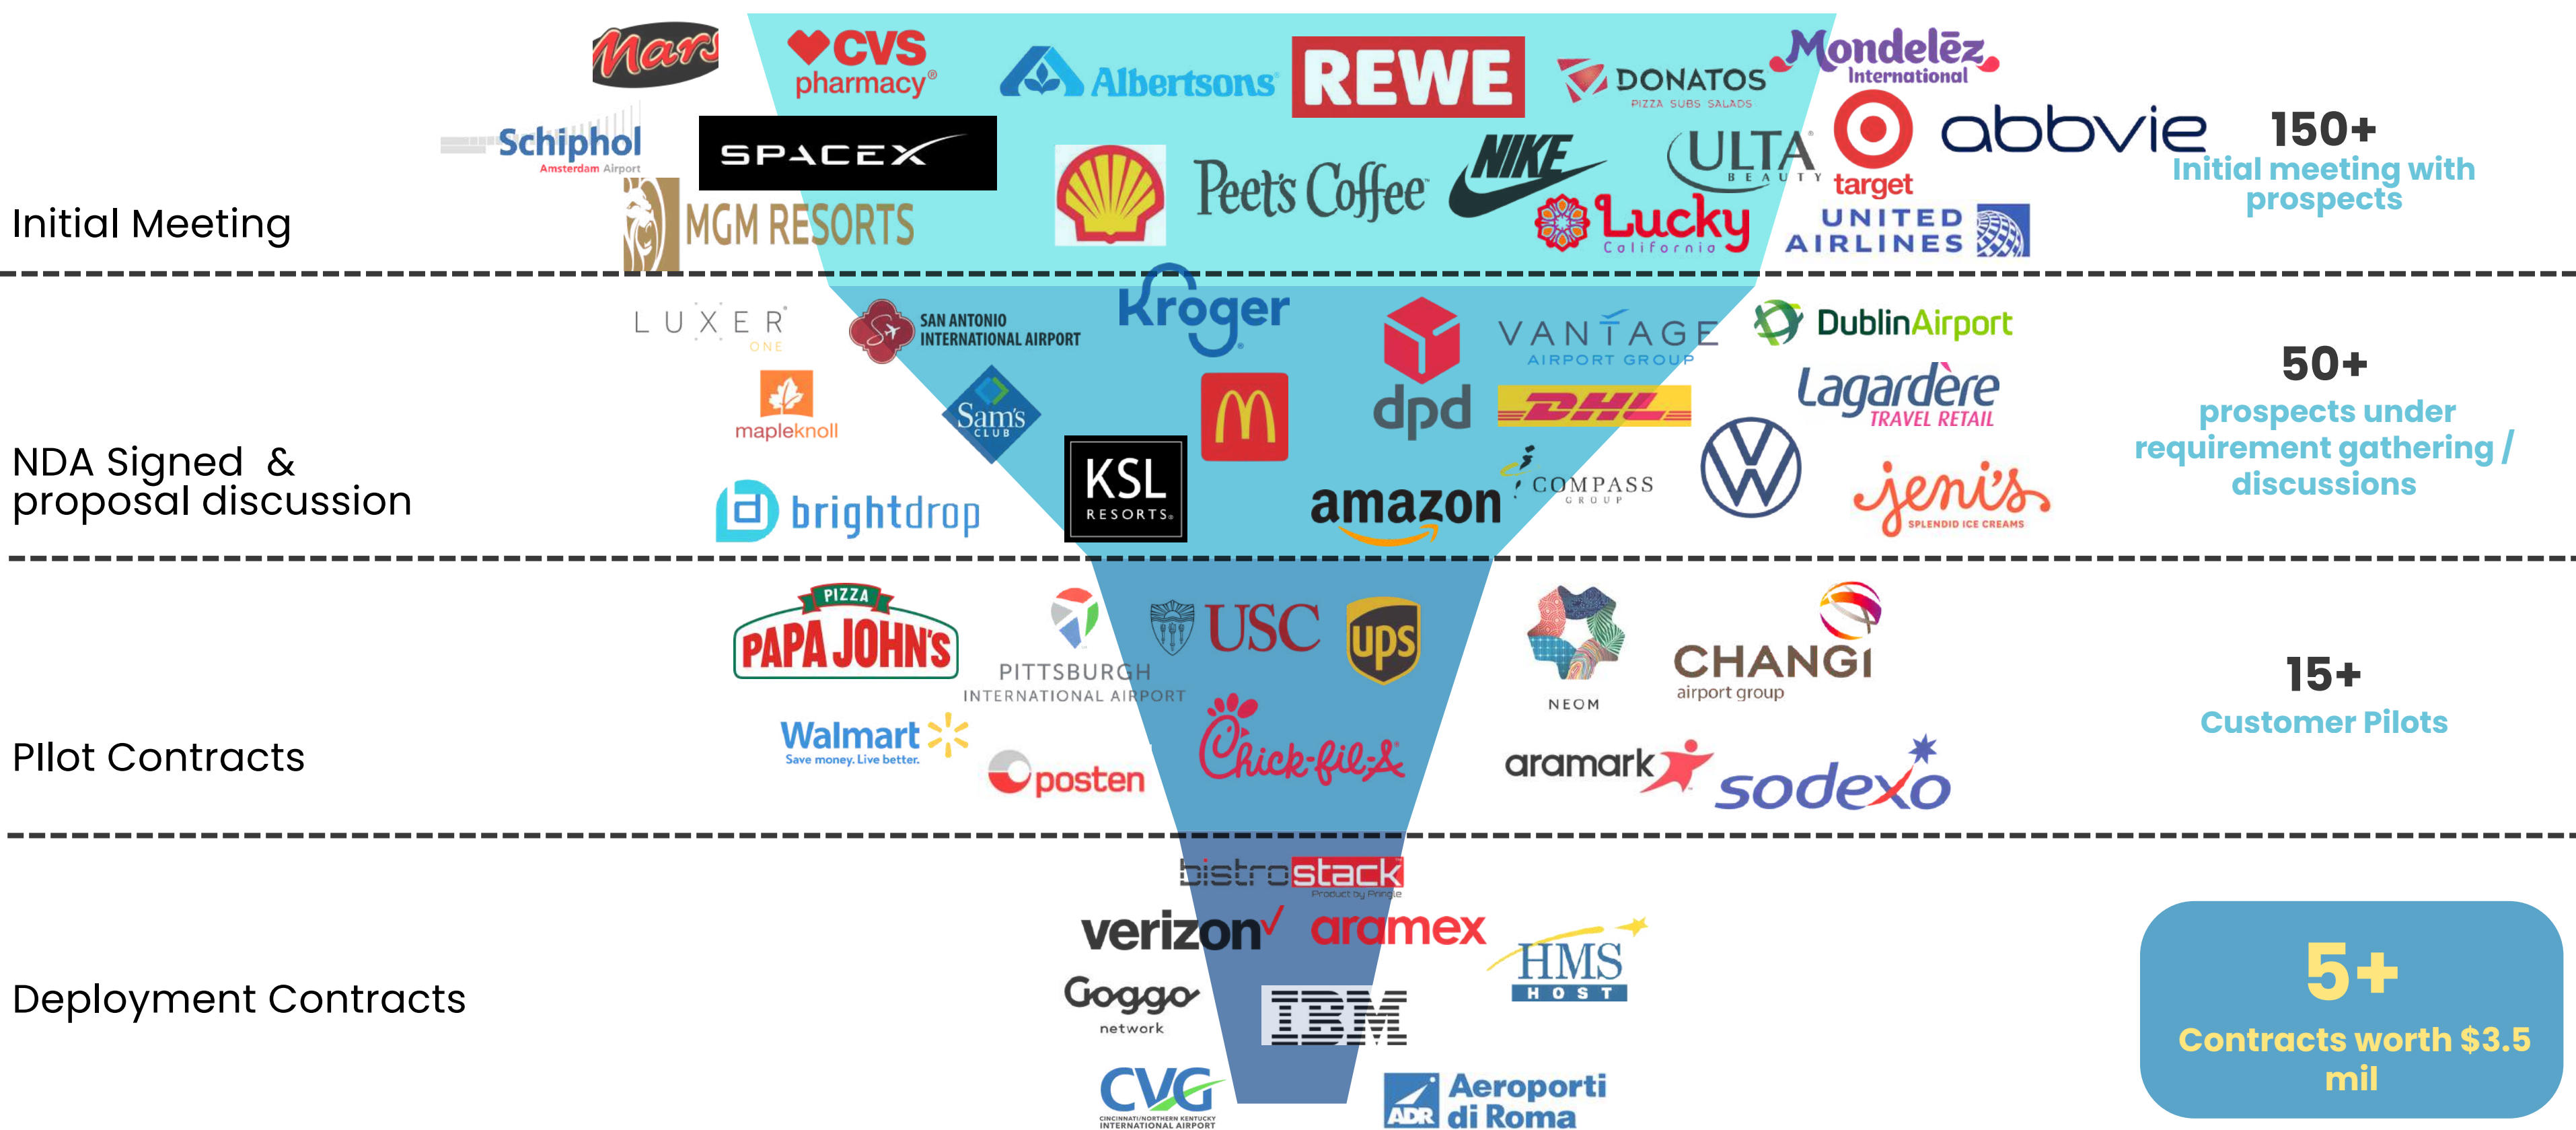 Mars
CVS
pharmacy®
Albertsons®
REWE
DONATOS
PIZZA SUBS SALADS
Mondelēz
International
Schiphol
Amsterdam Airport
SPACEX
Peet's Coffee™
NIKE
ULTA®
BEAUTY
target
abbvie
150+
Initial meeting with
prospects
Initial Meeting
MGM RESORTS
Lucky
California
UNITED
AIRLINES
LUXER®
ONE
SAN ANTONIO
INTERNATIONAL AIRPORT
SA
Kroger®
dpd
VANTAGE
AIRPORT GROUP
DublinAirport
mapleknoll
Sam's
CLUB
M
DHL
Lagardère
TRAVEL RETAIL
50+
prospects under
requirement gathering /
discussions
NDA Signed &
proposal discussion
brightdrop
KSL
RESORTS®
amazon
COMPASS
GROUP
VW
jeni's
SPLENDID ICE CREAMS
PIZZA
PAPA JOHN'S
PITTSBURGH
INTERNATIONAL AIRPORT
USC
ups
NEOM
CHANGI
airport group
15+
Customer Pilots
PIlot Contracts
Walmart
Save money. Live better.
posten
Chick-fil-A
aramark
sodexo
bistrostack
Product by Pringle
verizon✓
aramex
HMS
HOST
Deployment Contracts
Goggo
network
IBM
5+
Contracts worth $3.5
mil
CVG
CINCINNATI/NORTHERN KENTUCKY
INTERNATIONAL AIRPORT
ADR
Aeroporti
di Roma